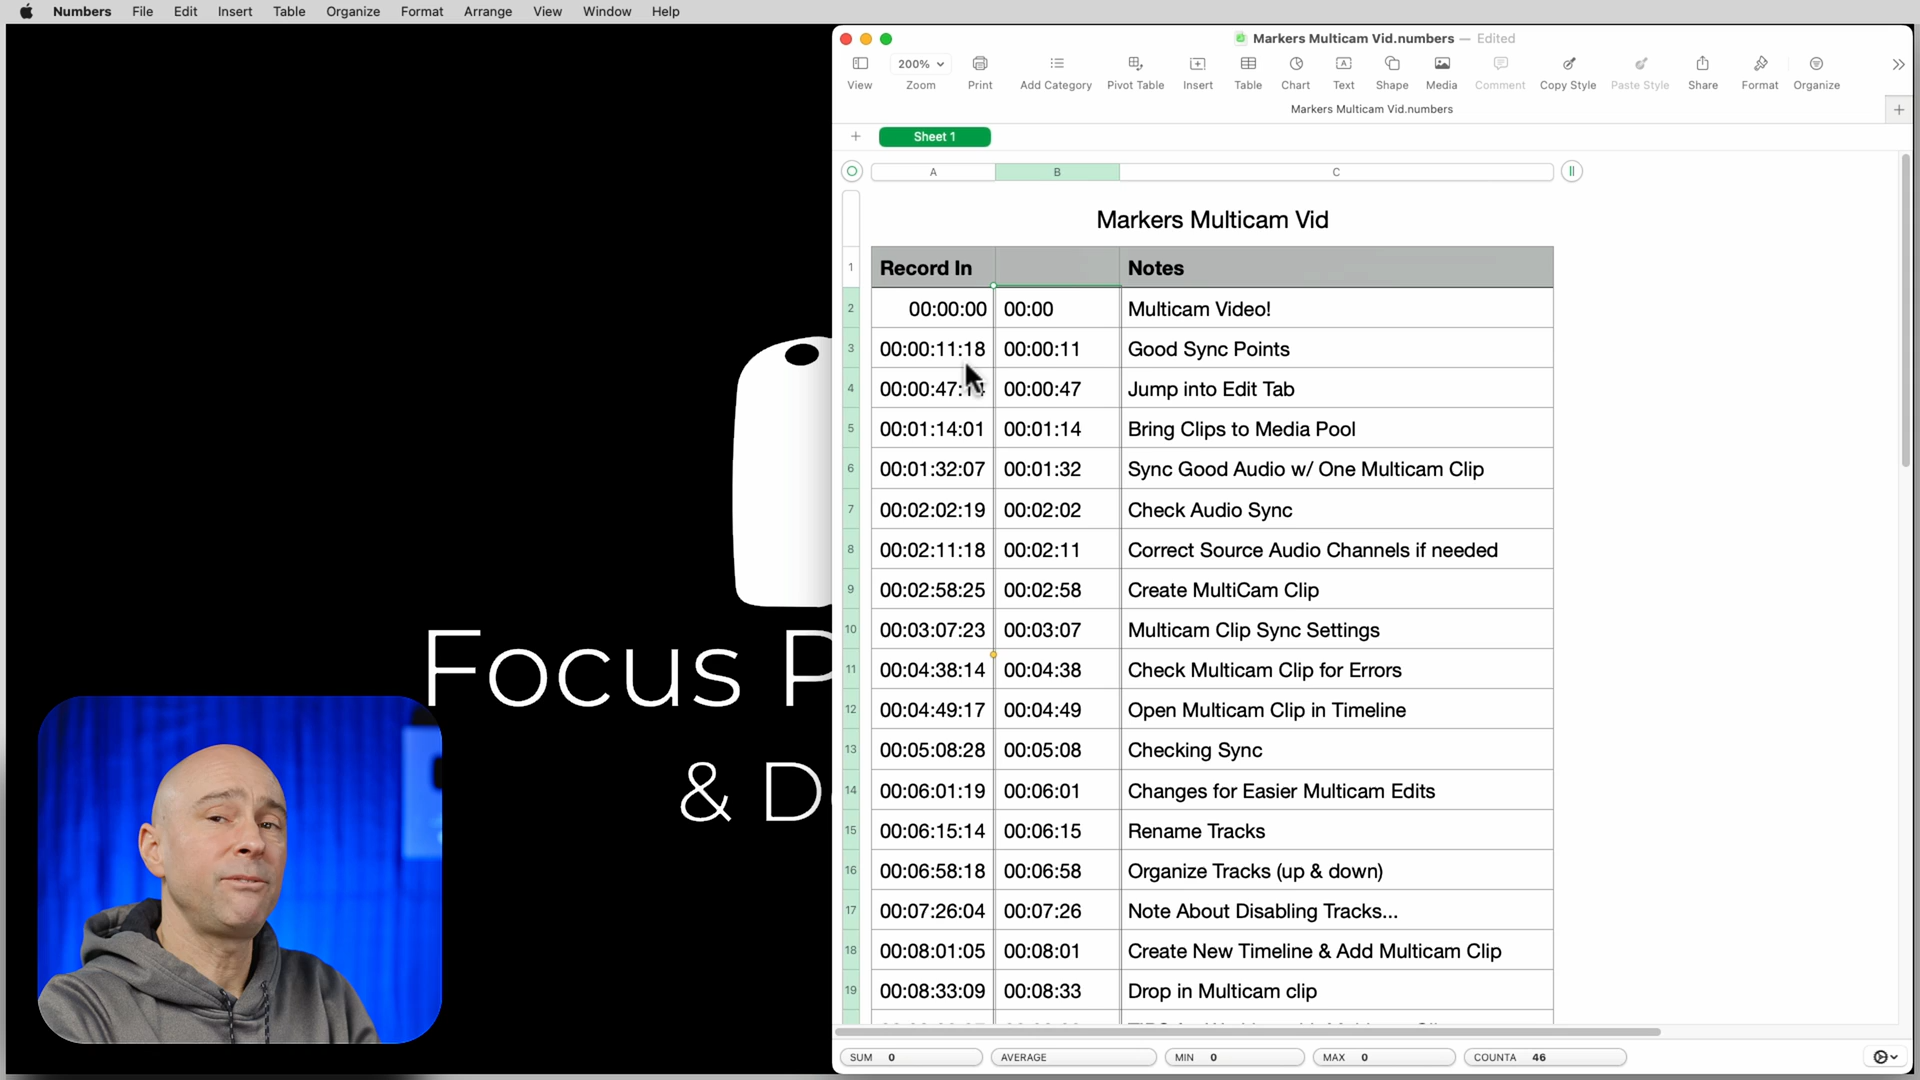 Numbers File Edit Insert Table Organize Format Arrange View Window Help
Markers Multicam Vid.numbers — Edited
200%
View Zoom Print Add Category Pivot Table Insert Table Chart Text Shape Media Comment Copy Style Paste Style Share Format Organize
Markers Multicam Vid.numbers
Sheet 1
A B C
Markers Multicam Vid
1 Record In Notes
2 00:00:00 00:00 Multicam Video!
3 00:00:11:18 00:00:11 Good Sync Points
4 00:00:47: 00:00:47 Jump into Edit Tab
5 00:01:14:01 00:01:14 Bring Clips to Media Pool
6 00:01:32:07 00:01:32 Sync Good Audio w/ One Multicam Clip
7 00:02:02:19 00:02:02 Check Audio Sync
8 00:02:11:18 00:02:11 Correct Source Audio Channels if needed
9 00:02:58:25 00:02:58 Create MultiCam Clip
10 00:03:07:23 00:03:07 Multicam Clip Sync Settings
11 00:04:38:14 00:04:38 Check Multicam Clip for Errors
12 00:04:49:17 00:04:49 Open Multicam Clip in Timeline
13 00:05:08:28 00:05:08 Checking Sync
14 00:06:01:19 00:06:01 Changes for Easier Multicam Edits
15 00:06:15:14 00:06:15 Rename Tracks
16 00:06:58:18 00:06:58 Organize Tracks (up & down)
17 00:07:26:04 00:07:26 Note About Disabling Tracks...
18 00:08:01:05 00:08:01 Create New Timeline & Add Multicam Clip
19 00:08:33:09 00:08:33 Drop in Multicam clip
SUM 0 AVERAGE MIN 0 MAX 0 COUNTA 46
Focus P
& D